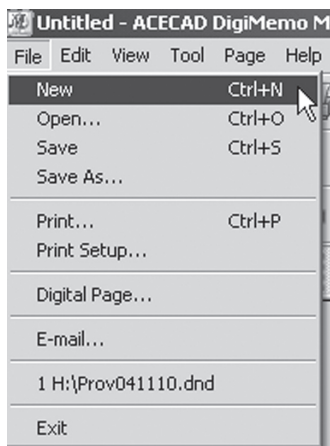 Untitled - ACECAD DigiMemo M
File Edit View Tool Page Help
New Ctrl+N
Open... Ctrl+O
Save Ctrl+S
Save As...
Print... Ctrl+P
Print Setup...
Digital Page...
E-mail...
1 H:\Prov041110.dnd
Exit